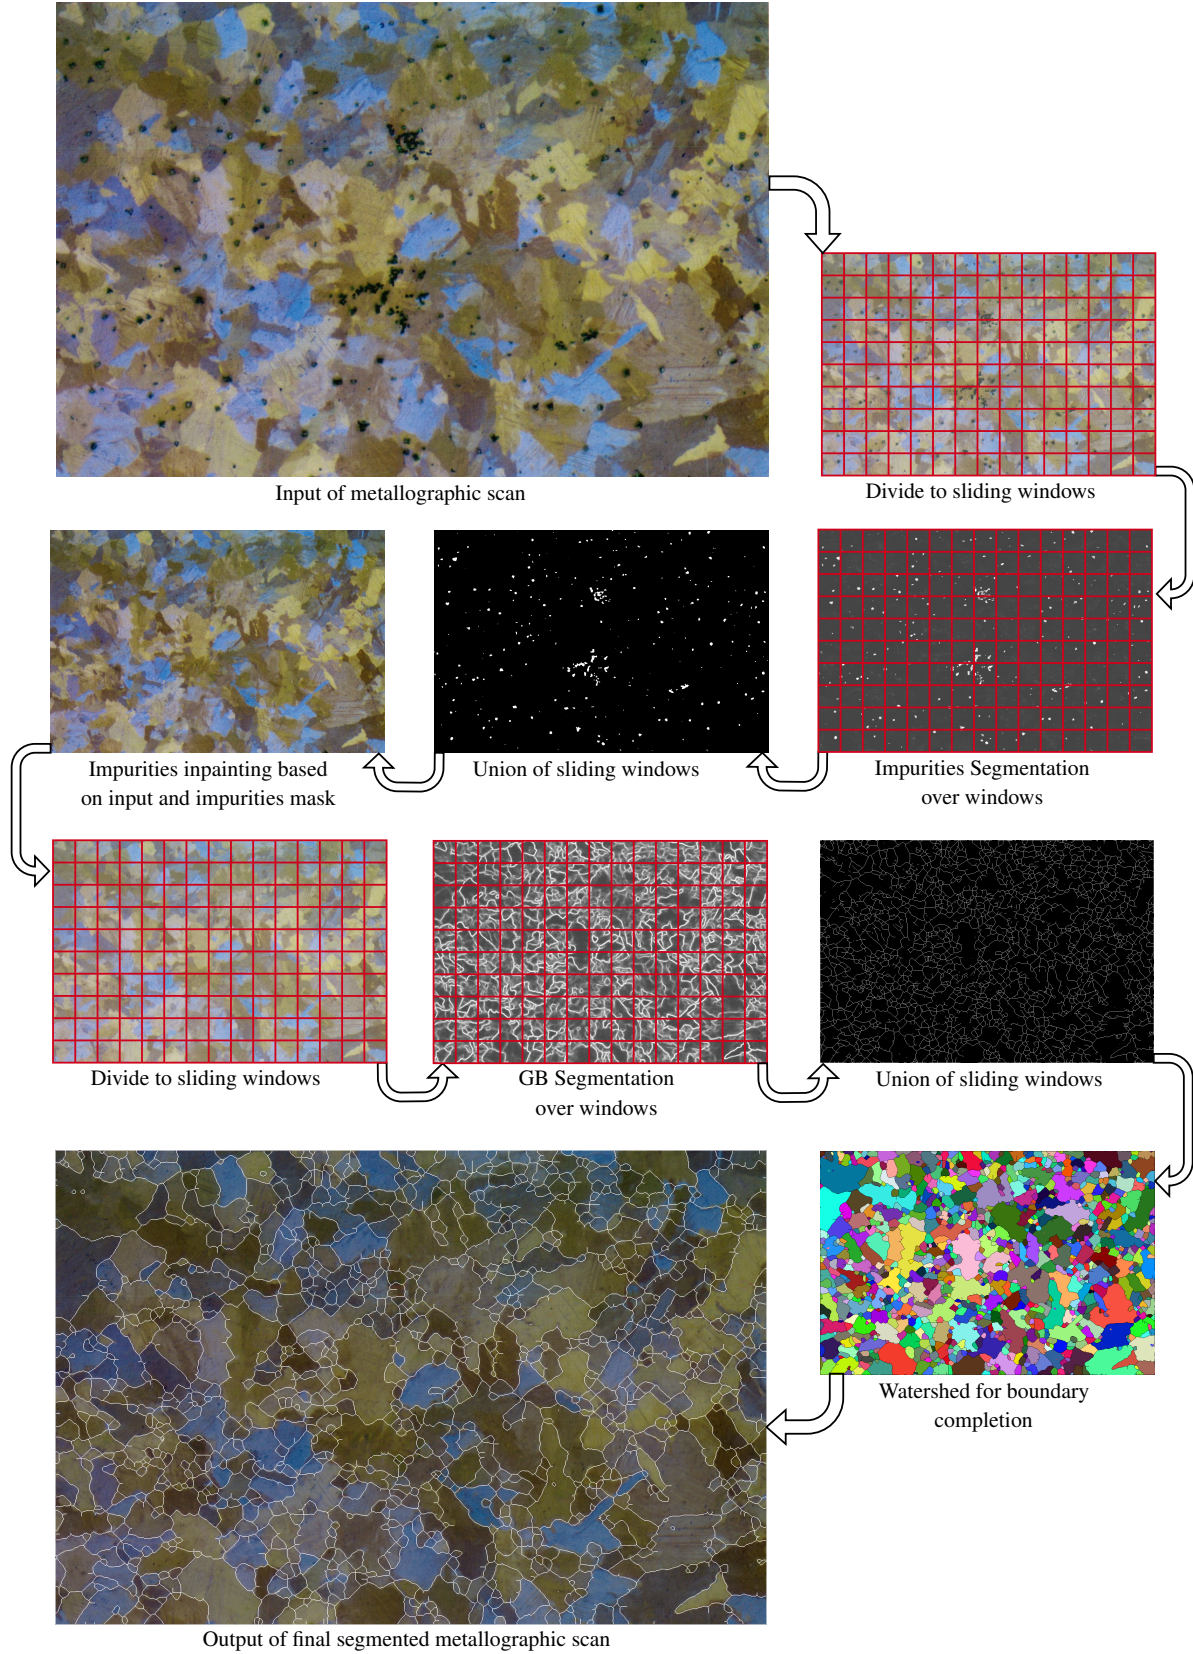 Input of metallographic scan
Divide to sliding windows
Impurities inpainting based
on input and impurities mask
Union of sliding windows
Impurities Segmentation
over windows
Divide to sliding windows
GB Segmentation
over windows
Union of sliding windows
Watershed for boundary
completion
Output of final segmented metallographic scan